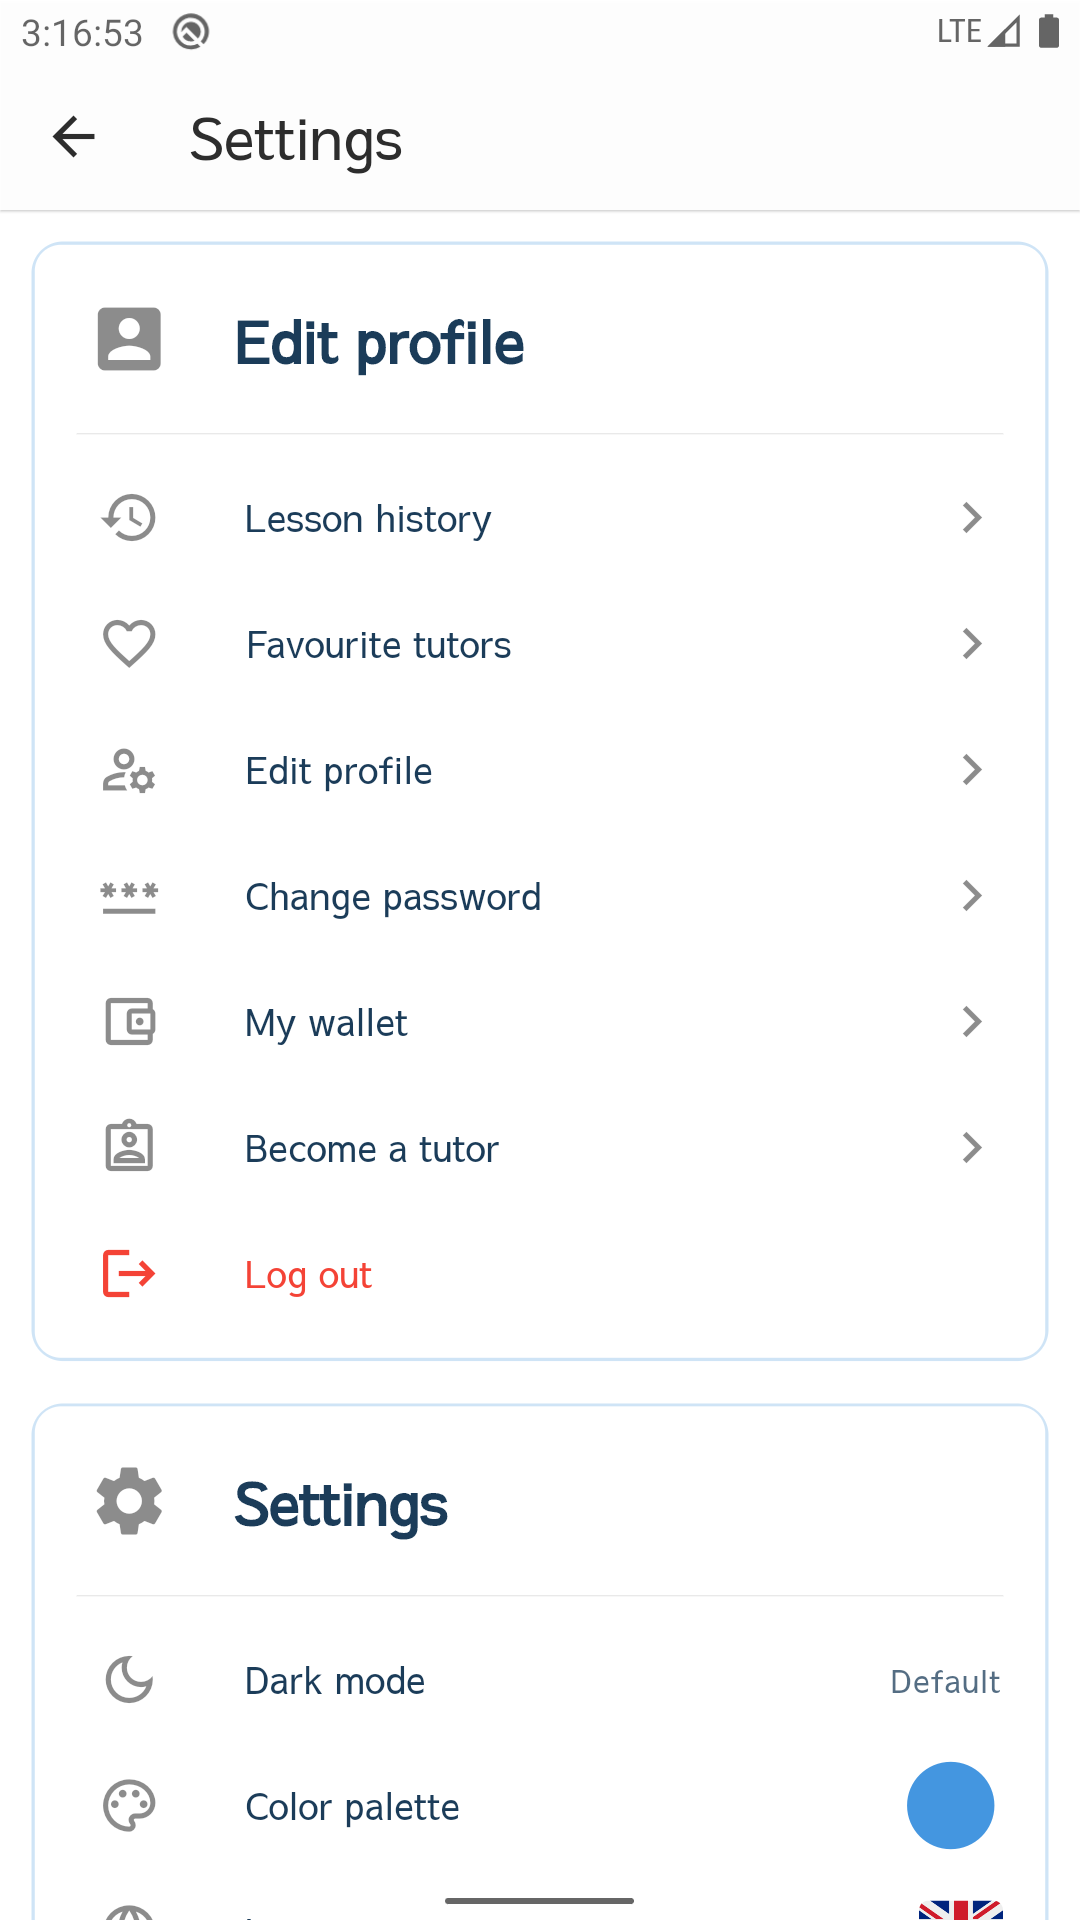 3:16:53
LTE
Settings
Edit profile
Lesson history
Favourite tutors
Edit profile
Change password
My wallet
Become a tutor
Log out
Settings
Dark mode
Default
Color palette